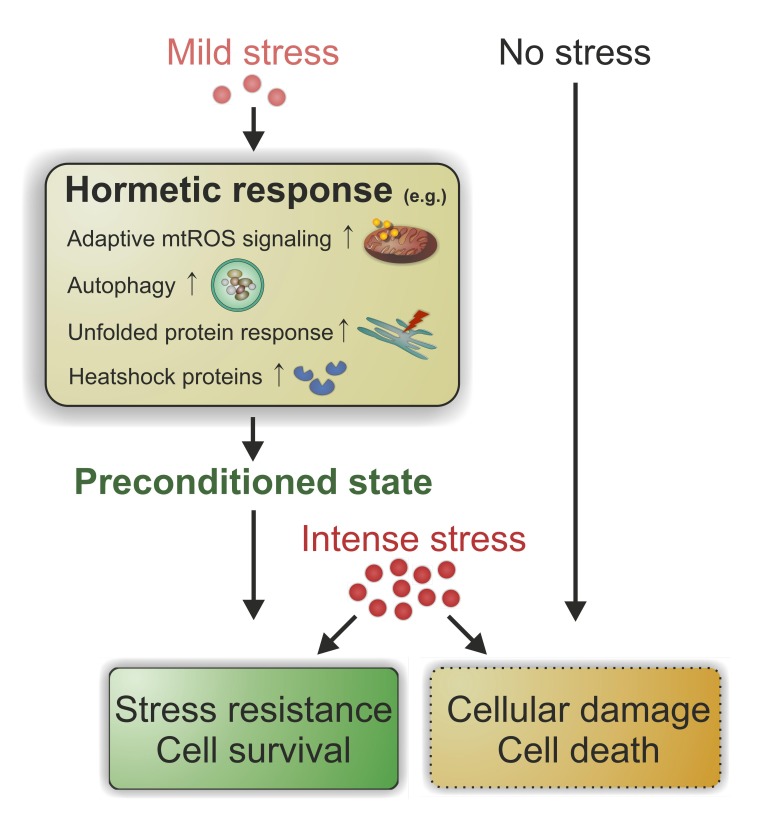 Mild stress
No stress
Hormetic response (e.g.)
Adaptive mtROS signaling ↑
Autophagy ↑
Unfolded protein response ↑
Heatshock proteins ↑
Preconditioned state
Intense stress
Stress resistance
Cell survival
Cellular damage
Cell death